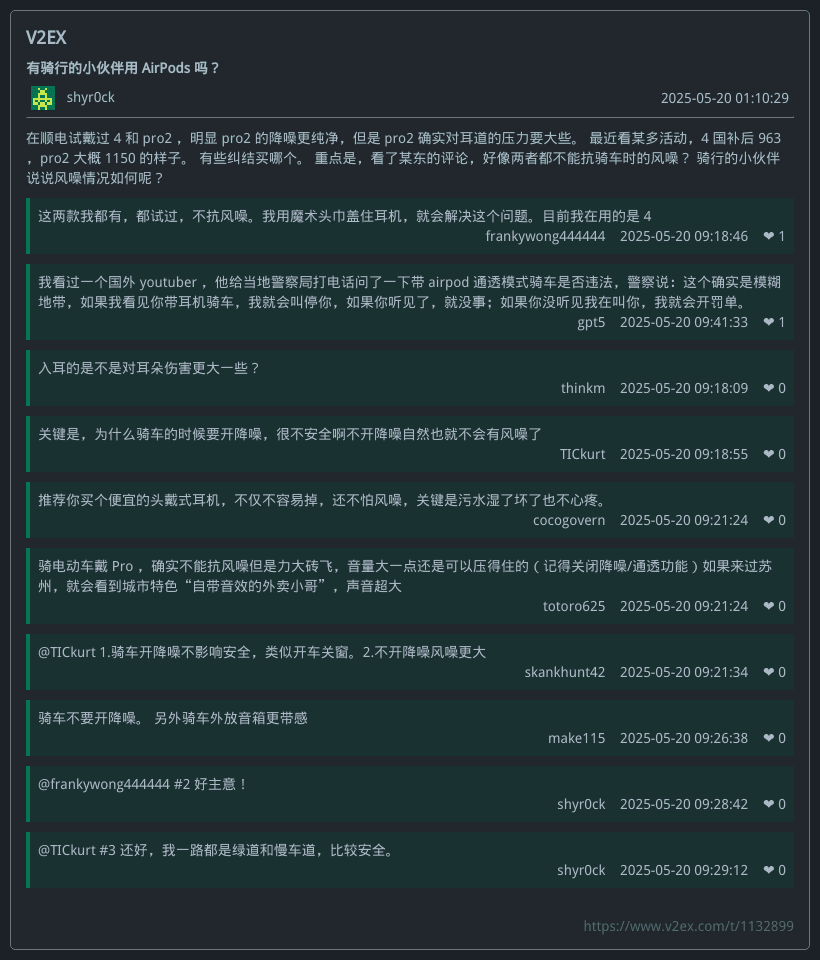 V2EX
有骑行的小伙伴用 AirPods 吗？
shyr0ck 2025-05-20 01:10:29
在顺电试戴过 4 和 pro2 ，明显 pro2 的降噪更纯净，但是 pro2 确实对耳道的压力要大些。 最近看某多活动，4 国补后 963
，pro2 大概 1150 的样子。 有些纠结买哪个。 重点是，看了某东的评论，好像两者都不能抗骑车时的风噪？ 骑行的小伙伴
说说风噪情况如何呢？
这两款我都有，都试过，不抗风噪。我用魔术头巾盖住耳机，就会解决这个问题。目前我在用的是 4
frankywong444444 2025-05-20 09:18:46 ❤ 1
我看过一个国外 youtuber ，他给当地警察局打电话问了一下带 airpod 通透模式骑车是否违法，警察说：这个确实是模糊
地带，如果我看见你带耳机骑车，我就会叫停你，如果你听见了，就没事；如果你没听见我在叫你，我就会开罚单。
gpt5 2025-05-20 09:41:33 ❤ 1
入耳的是不是对耳朵伤害更大一些？
thinkm 2025-05-20 09:18:09 ❤ 0
关键是，为什么骑车的时候要开降噪，很不安全啊不开降噪自然也就不会有风噪了
TICkurt 2025-05-20 09:18:55 ❤ 0
推荐你买个便宜的头戴式耳机，不仅不容易掉，还不怕风噪，关键是污水湿了坏了也不心疼。
cocogovern 2025-05-20 09:21:24 ❤ 0
骑电动车戴 Pro ，确实不能抗风噪但是力大砖飞，音量大一点还是可以压得住的（记得关闭降噪/通透功能）如果来过苏
州，就会看到城市特色“自带音效的外卖小哥”，声音超大
totoro625 2025-05-20 09:21:24 ❤ 0
@TICkurt 1.骑车开降噪不影响安全，类似开车关窗。2.不开降噪风噪更大
skankhunt42 2025-05-20 09:21:34 ❤ 0
骑车不要开降噪。 另外骑车外放音箱更带感
make115 2025-05-20 09:26:38 ❤ 0
@frankywong444444 #2 好主意！
shyr0ck 2025-05-20 09:28:42 ❤ 0
@TICkurt #3 还好，我一路都是绿道和慢车道，比较安全。
shyr0ck 2025-05-20 09:29:12 ❤ 0
https://www.v2ex.com/t/1132899